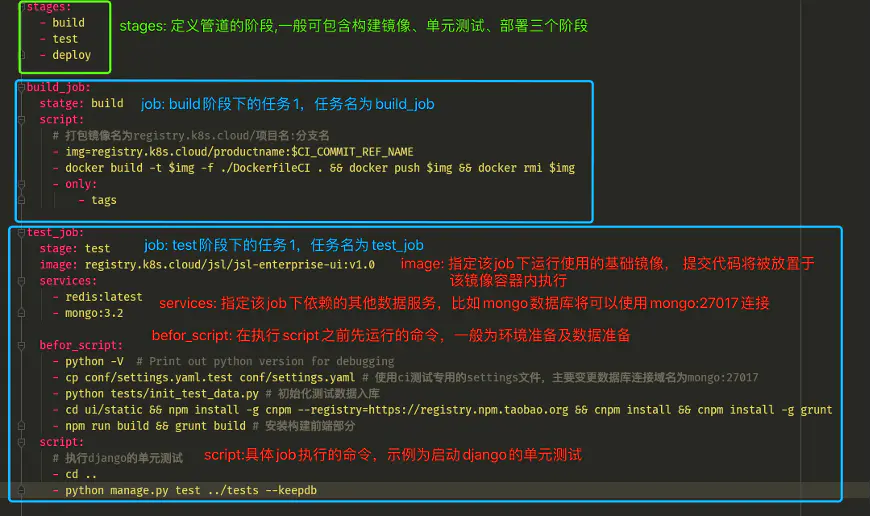 stages:
- build
stages: 定义管道的阶段,一般可包含构建镜像、单元测试、部署三个阶段
- test
- deploy
build_job:
statge: build
job: build阶段下的任务1，任务名为build_job
script:
# 打包镜像名为registry.k8s.cloud/项目名:分支名
- img=registry.k8s.cloud/productname:$CI_COMMIT_REF_NAME
- docker build -t $img -f ./DockerfileCI . && docker push $img && docker rmi $img
- only:
- tags
test_job:
stage: test
job: test阶段下的任务1，任务名为test_job
image: registry.k8s.cloud/jsl/jsl-enterprise-ui:v1.0
image: 指定该job下运行使用的基础镜像， 提交代码将被放置于
该镜像容器内执行
services:
- redis:latest
services: 指定该job下依赖的其他数据服务，比如mongo数据库将可以使用mongo:27017连接
- mongo:3.2
befor_script: 在执行script之前先运行的命令，一般为环境准备及数据准备
befor_script:
- python -V # Print out python version for debugging
- cp conf/settings.yaml.test conf/settings.yaml # 使用ci测试专用的settings文件，主要变更数据库连接域名为mongo:27017
- python tests/init_test_data.py # 初始化测试数据入库
- cd ui/static && npm install -g cnpm --registry=https://registry.npm.taobao.org && cnpm install && cnpm install -g grunt
- npm run build && grunt build # 安装构建前端部分
script:
# 执行django的单元测试
script:具体job执行的命令，示例为启动django的单元测试
- cd ..
- python manage.py test ../tests --keepdb